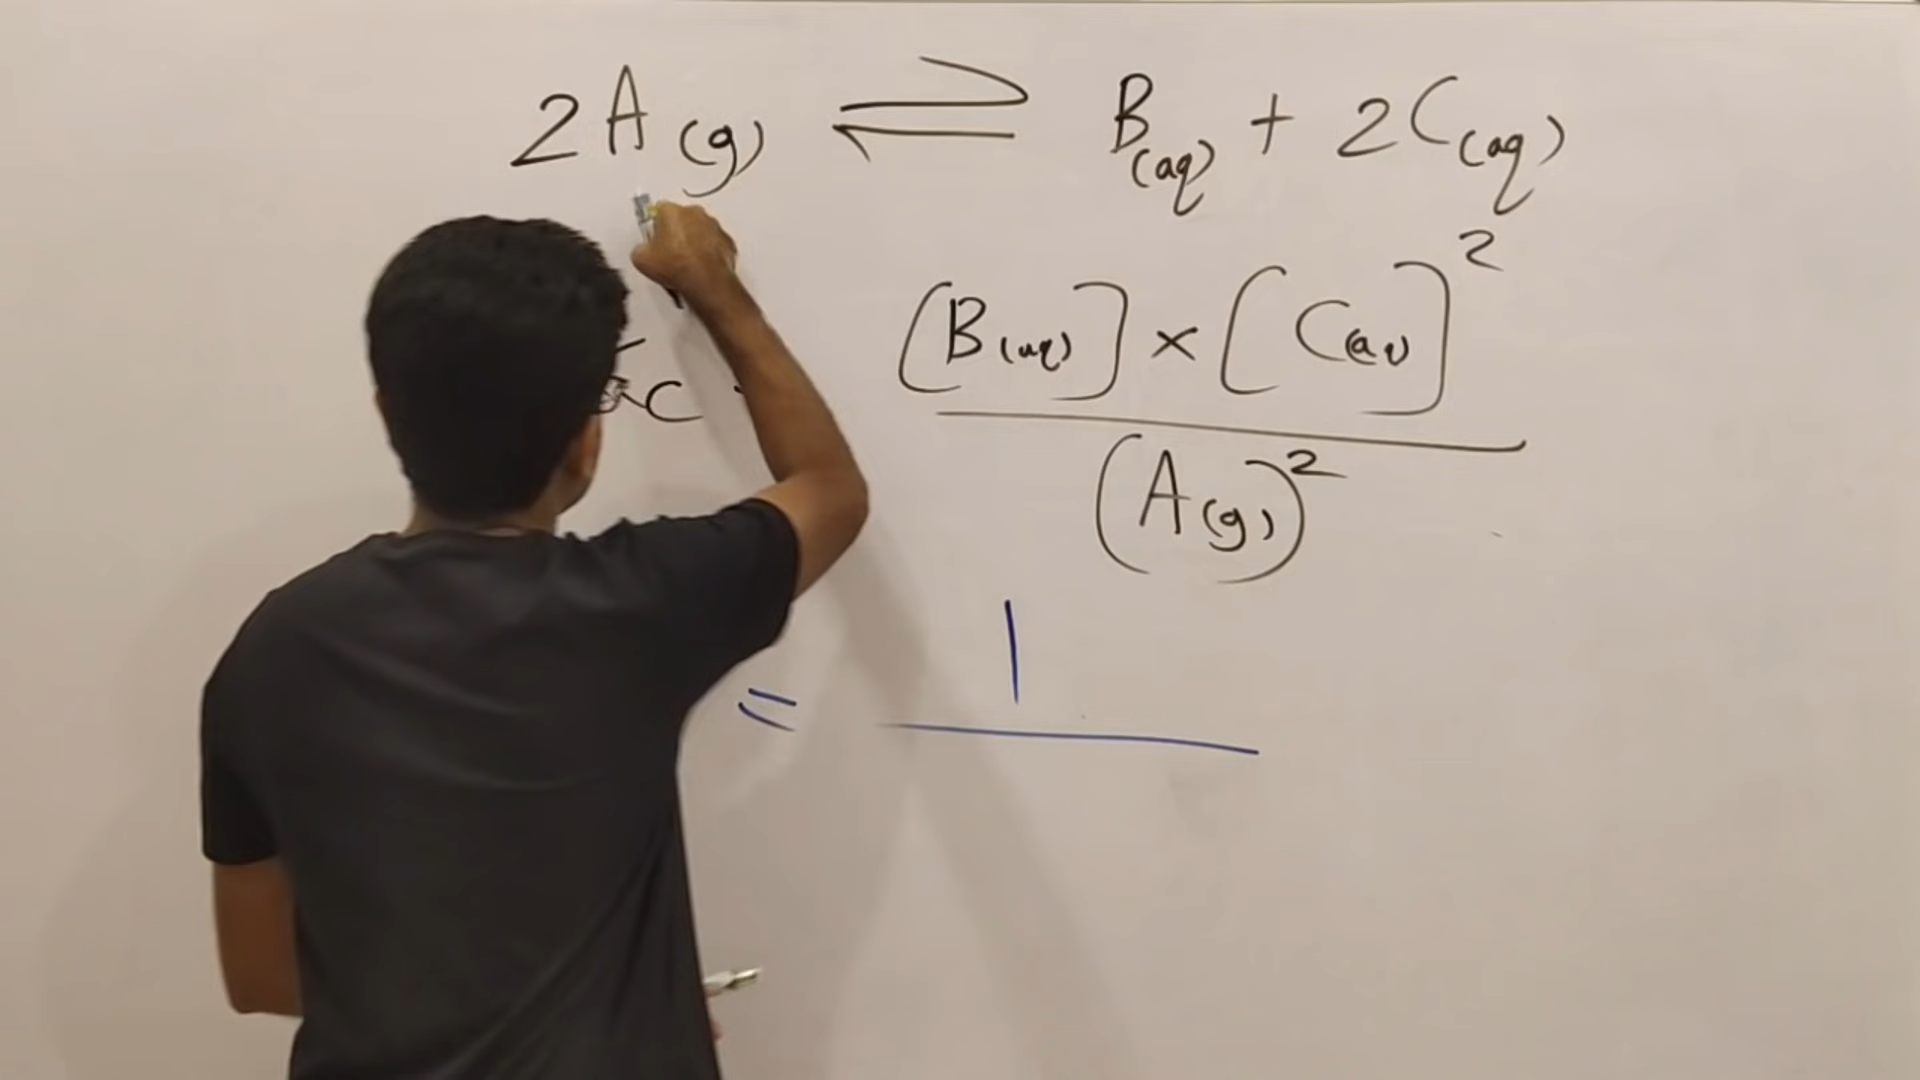 2A(g) ⇌ B(aq) + 2C(aq)
[B(aq)] × [C(aq)]²
c
(A(g))²
= 1